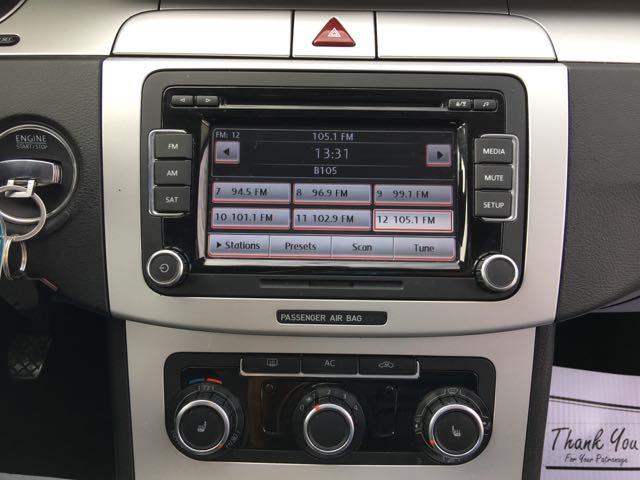 ENGINE
START/STOP
FM: 12
105.1 FM
13:31
B105
7 94.5 FM
8 96.9 FM
9 99.1 FM
10 101.1 FM
11 102.9 FM
12 105.1 FM
Stations
Presets
Scan
Tune
FM
AM
SAT
MEDIA
MUTE
SETUP
PASSENGER AIR BAG
AC
Thank You
For Your Patronage